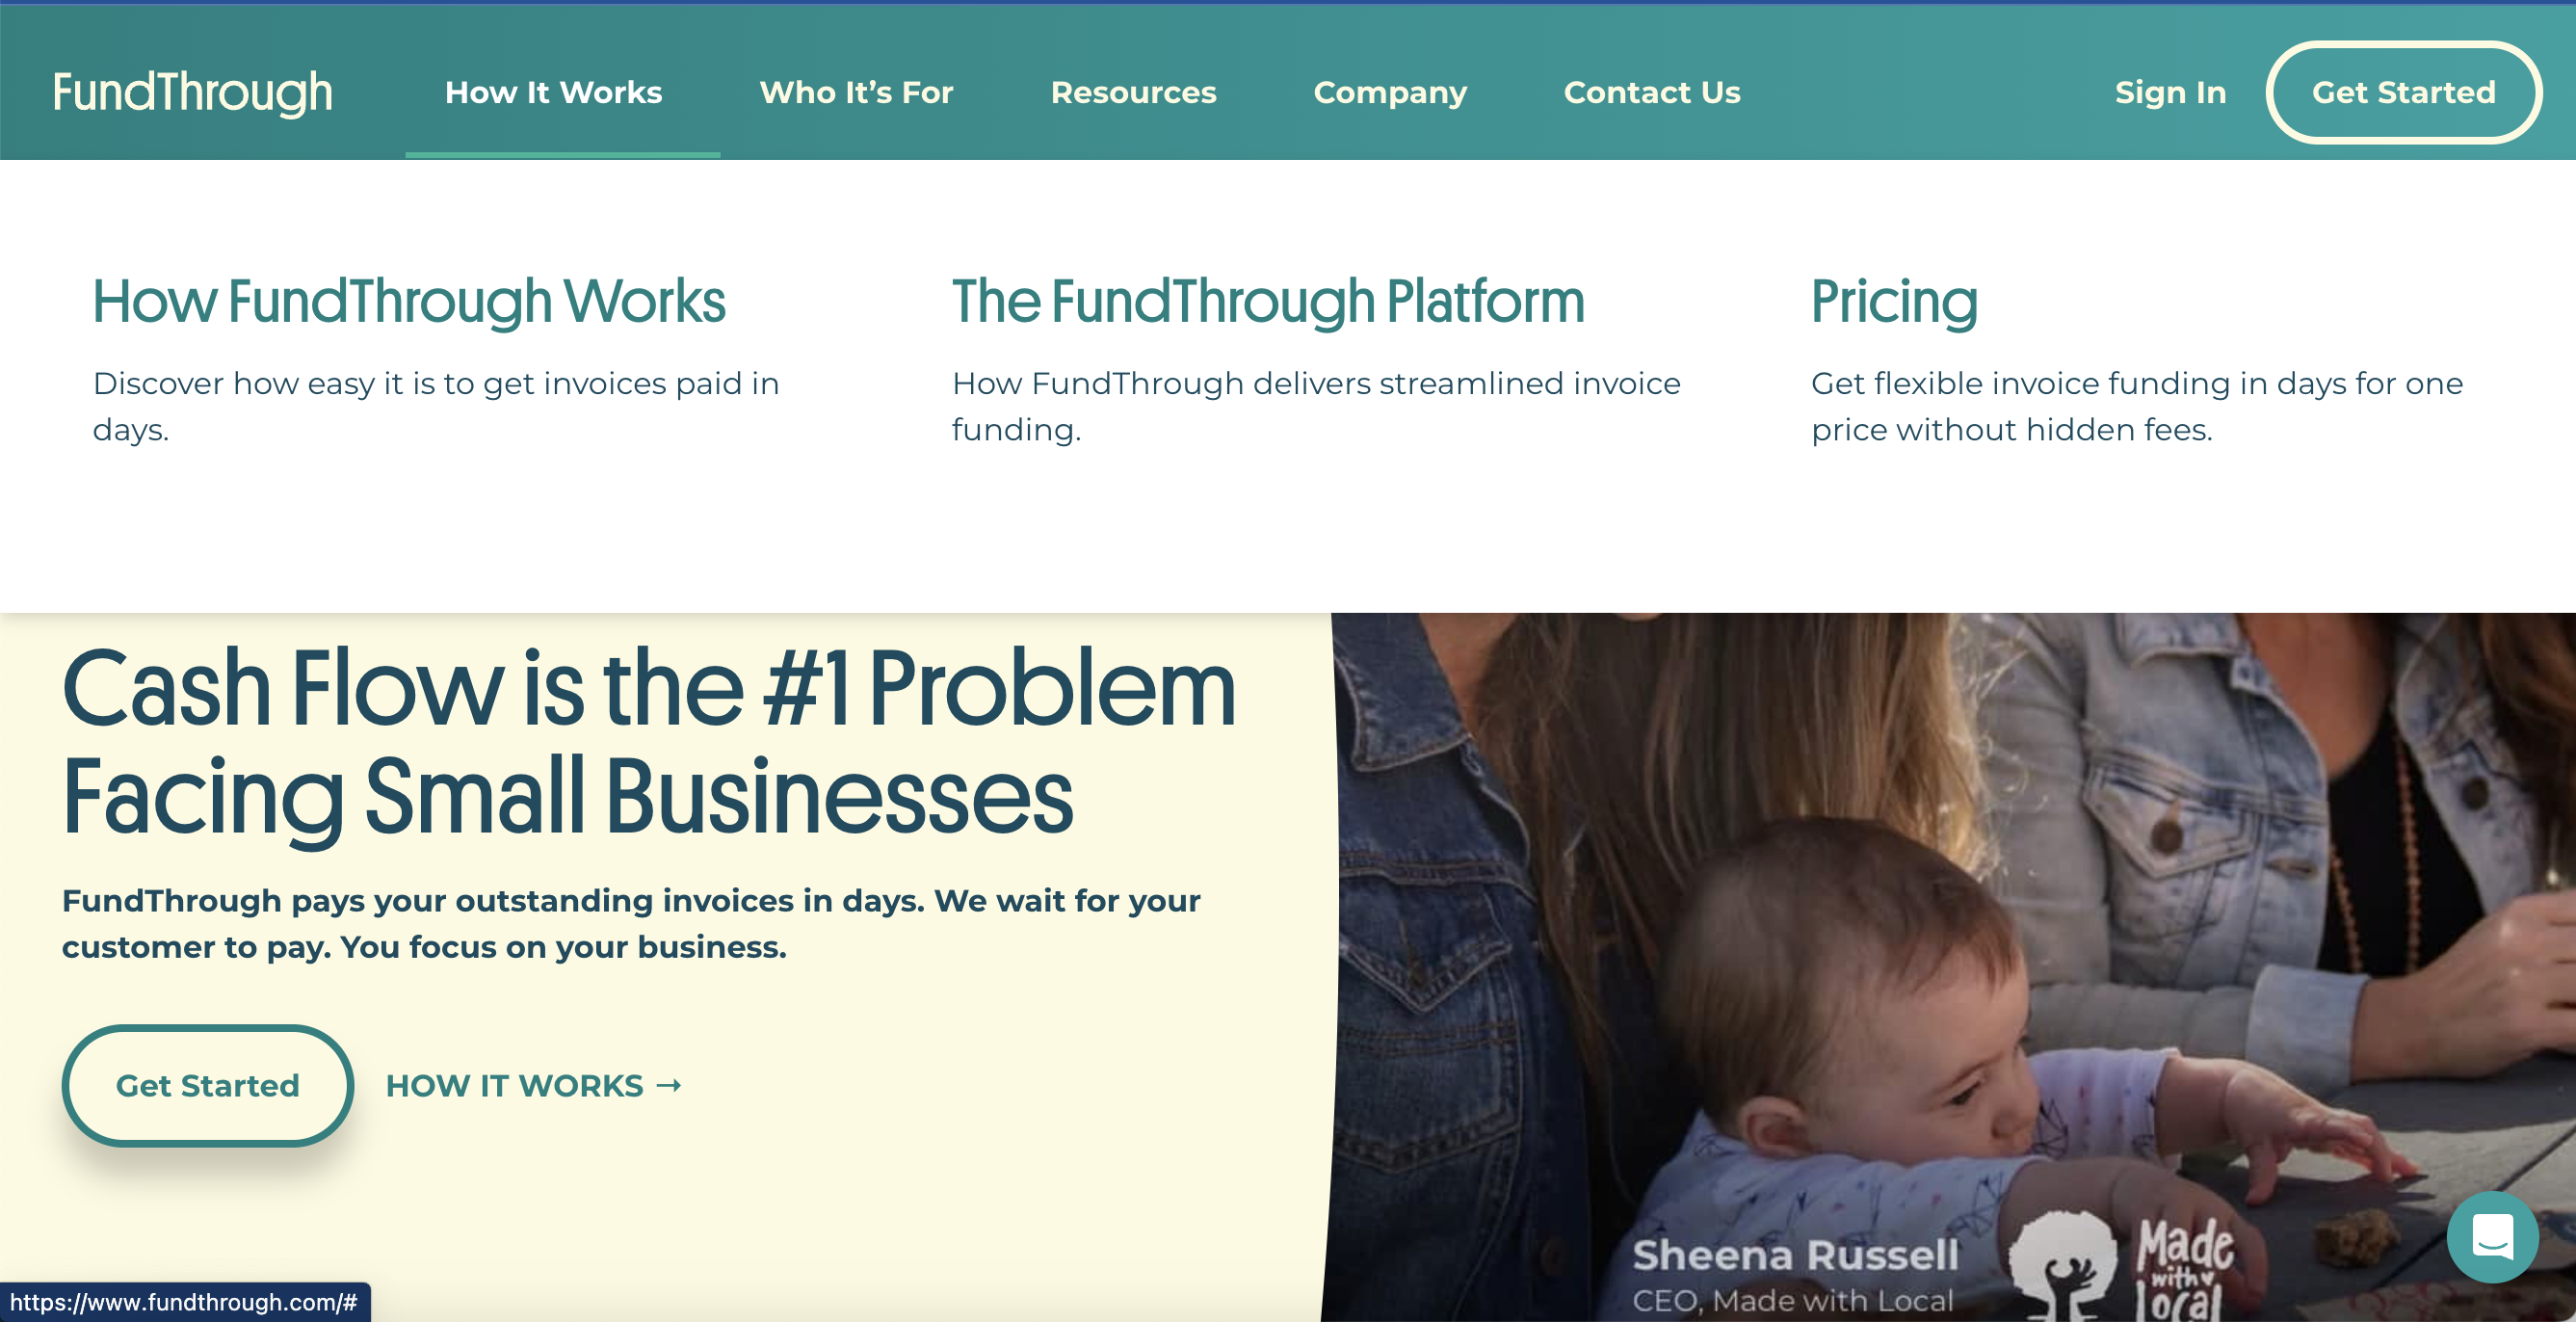 FundThrough
How It Works
Who It’s For
Resources
Company
Contact Us
Sign In
Get Started
How FundThrough Works
Discover how easy it is to get invoices paid in
days.
The FundThrough Platform
How FundThrough delivers streamlined invoice
funding.
Pricing
Get flexible invoice funding in days for one
price without hidden fees.
Cash Flow is the #1 Problem
Facing Small Businesses
FundThrough pays your outstanding invoices in days. We wait for your
customer to pay. You focus on your business.
Get Started
HOW IT WORKS →
Sheena Russell
CEO, Made with Local
Made
with
local
https://www.fundthrough.com/#